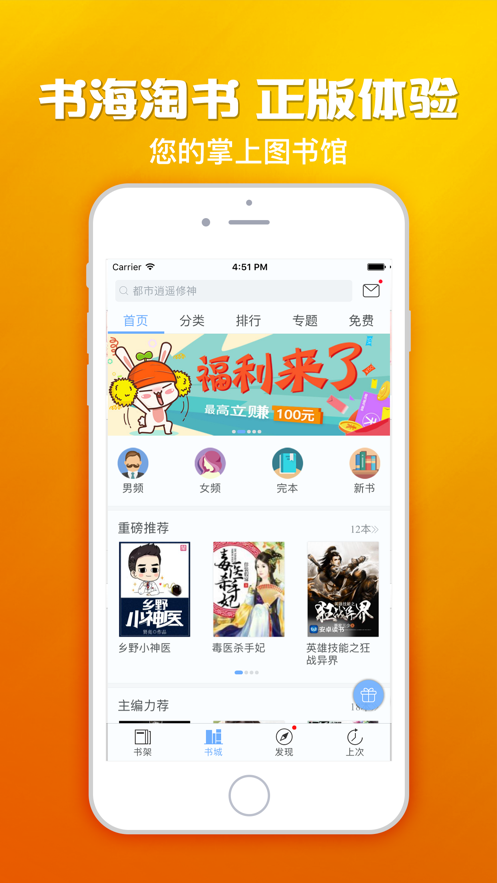 书海淘书 正版体验
您的掌上图书馆
Carrier 4:51 PM
都市逍遥修神
首页 分类 排行 专题 免费
福利来了
最高立赚 100元
男频 女频 完本 新书
重磅推荐 12本
乡野
小神医
毒医杀手妃
狂战异界
安卓读书
乡野小神医 毒医杀手妃 英雄技能之狂
战异界
主编力荐
书架 书城 发现 上次